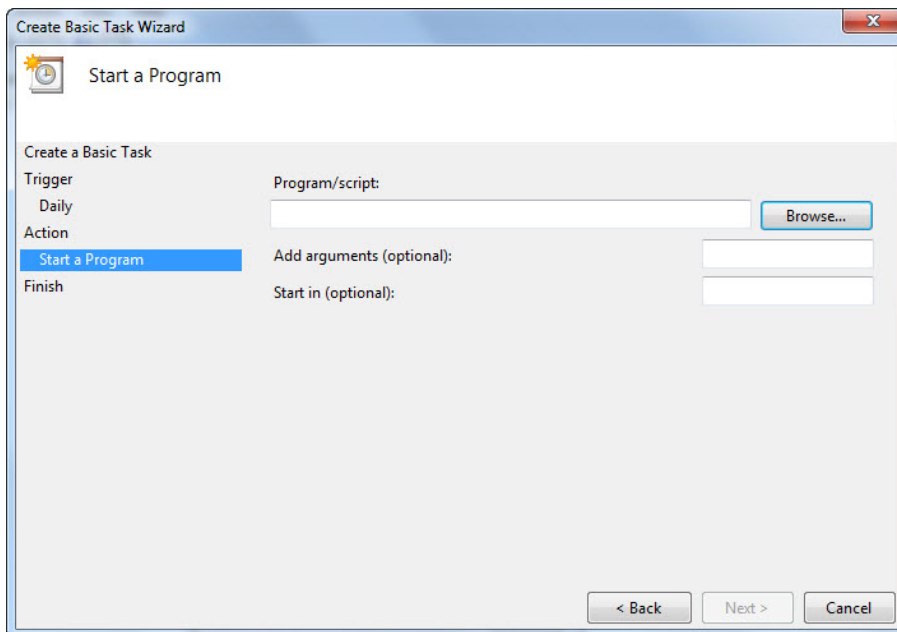 Create Basic Task Wizard
Start a Program
Create a Basic Task
Trigger
Daily
Action
Start a Program
Finish
Program/script:
Browse...
Add arguments (optional):
Start in (optional):
< Back
Next >
Cancel